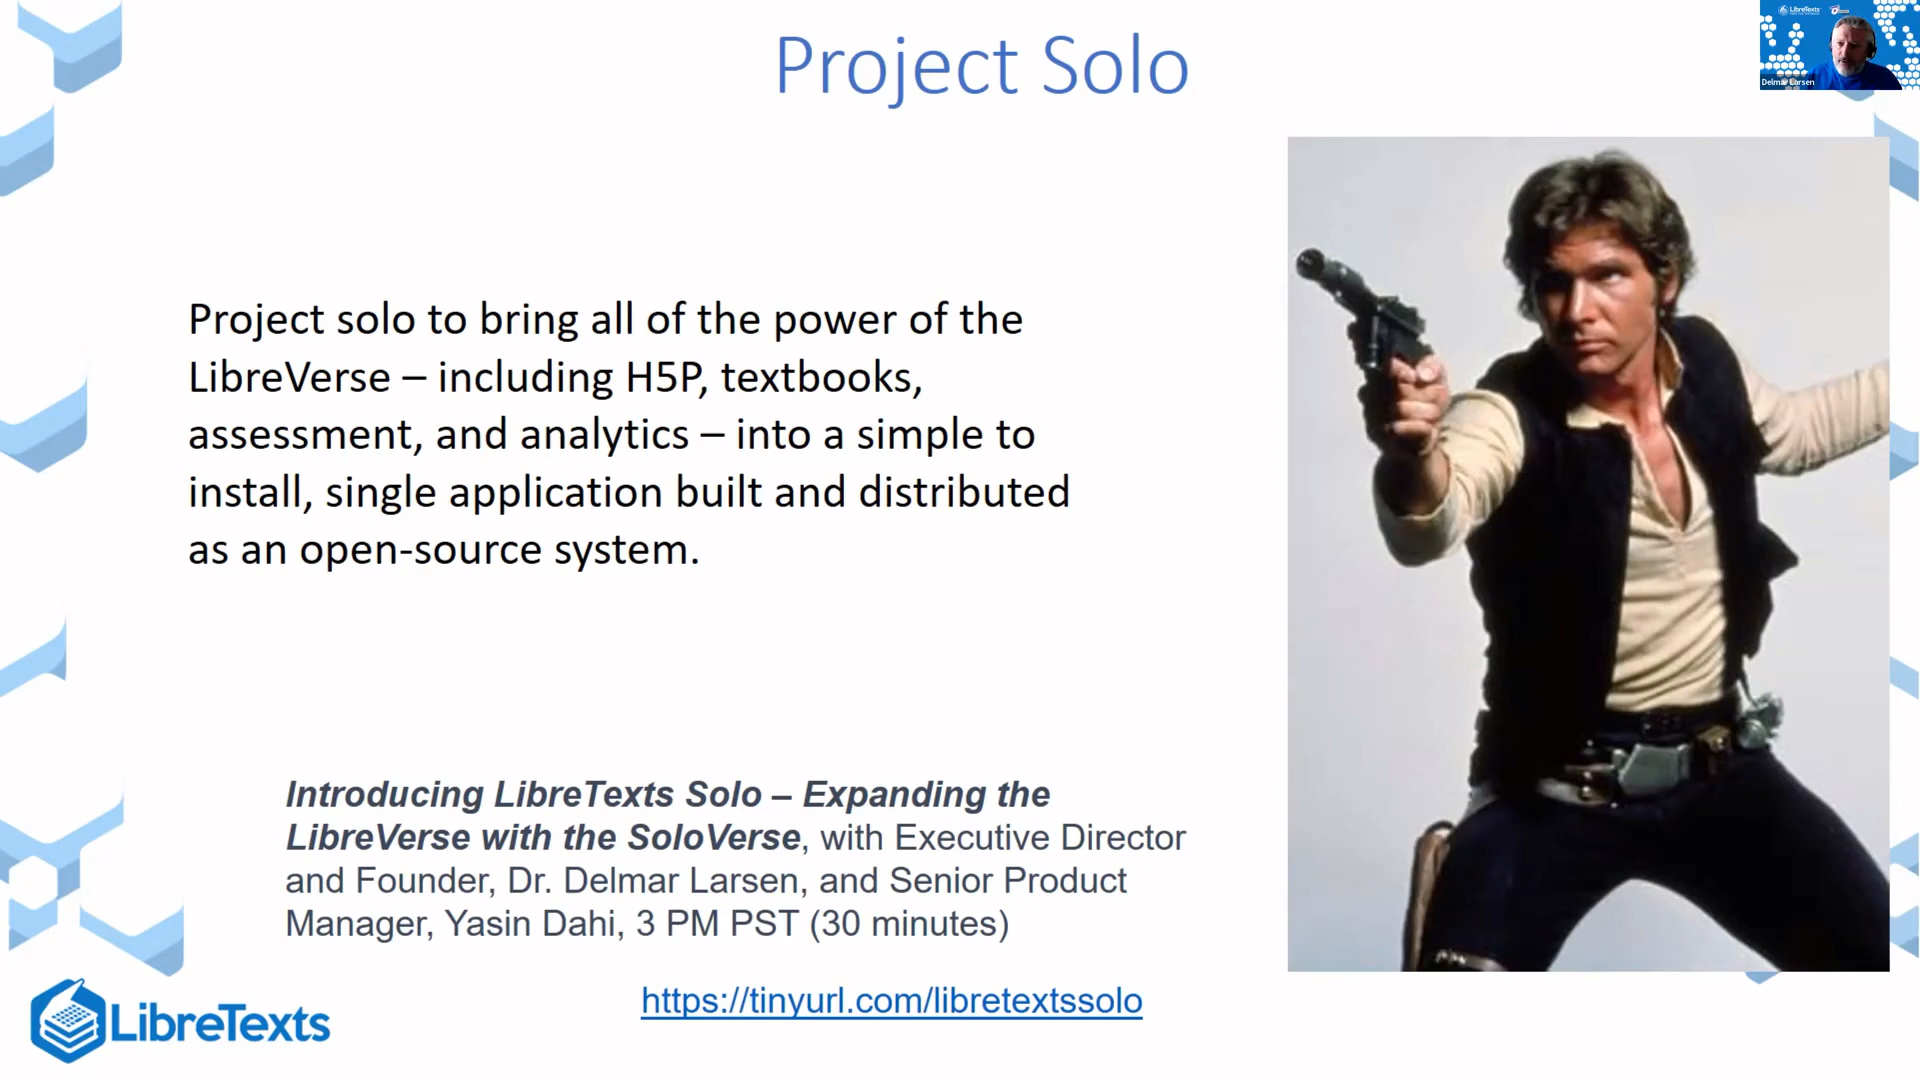 Project Solo
LibreTexts
Delmar Larsen
Project solo to bring all of the power of the
LibreVerse – including H5P, textbooks,
assessment, and analytics – into a simple to
install, single application built and distributed
as an open-source system.
Introducing LibreTexts Solo – Expanding the
LibreVerse with the SoloVerse, with Executive Director
and Founder, Dr. Delmar Larsen, and Senior Product
Manager, Yasin Dahi, 3 PM PST (30 minutes)
https://tinyurl.com/libretextssolo
LibreTexts